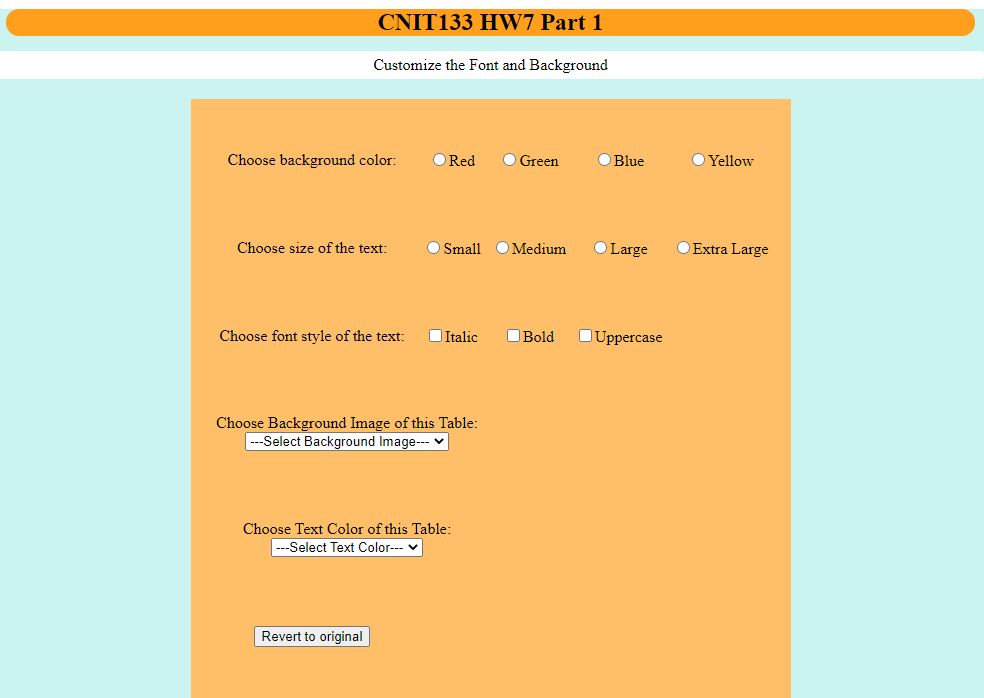 CNIT133 HW7 Part 1
Customize the Font and Background
Choose background color: Red Green Blue Yellow
Choose size of the text: Small Medium Large Extra Large
Choose font style of the text: Italic Bold Uppercase
Choose Background Image of this Table:
---Select Background Image---
Choose Text Color of this Table:
---Select Text Color---
Revert to original